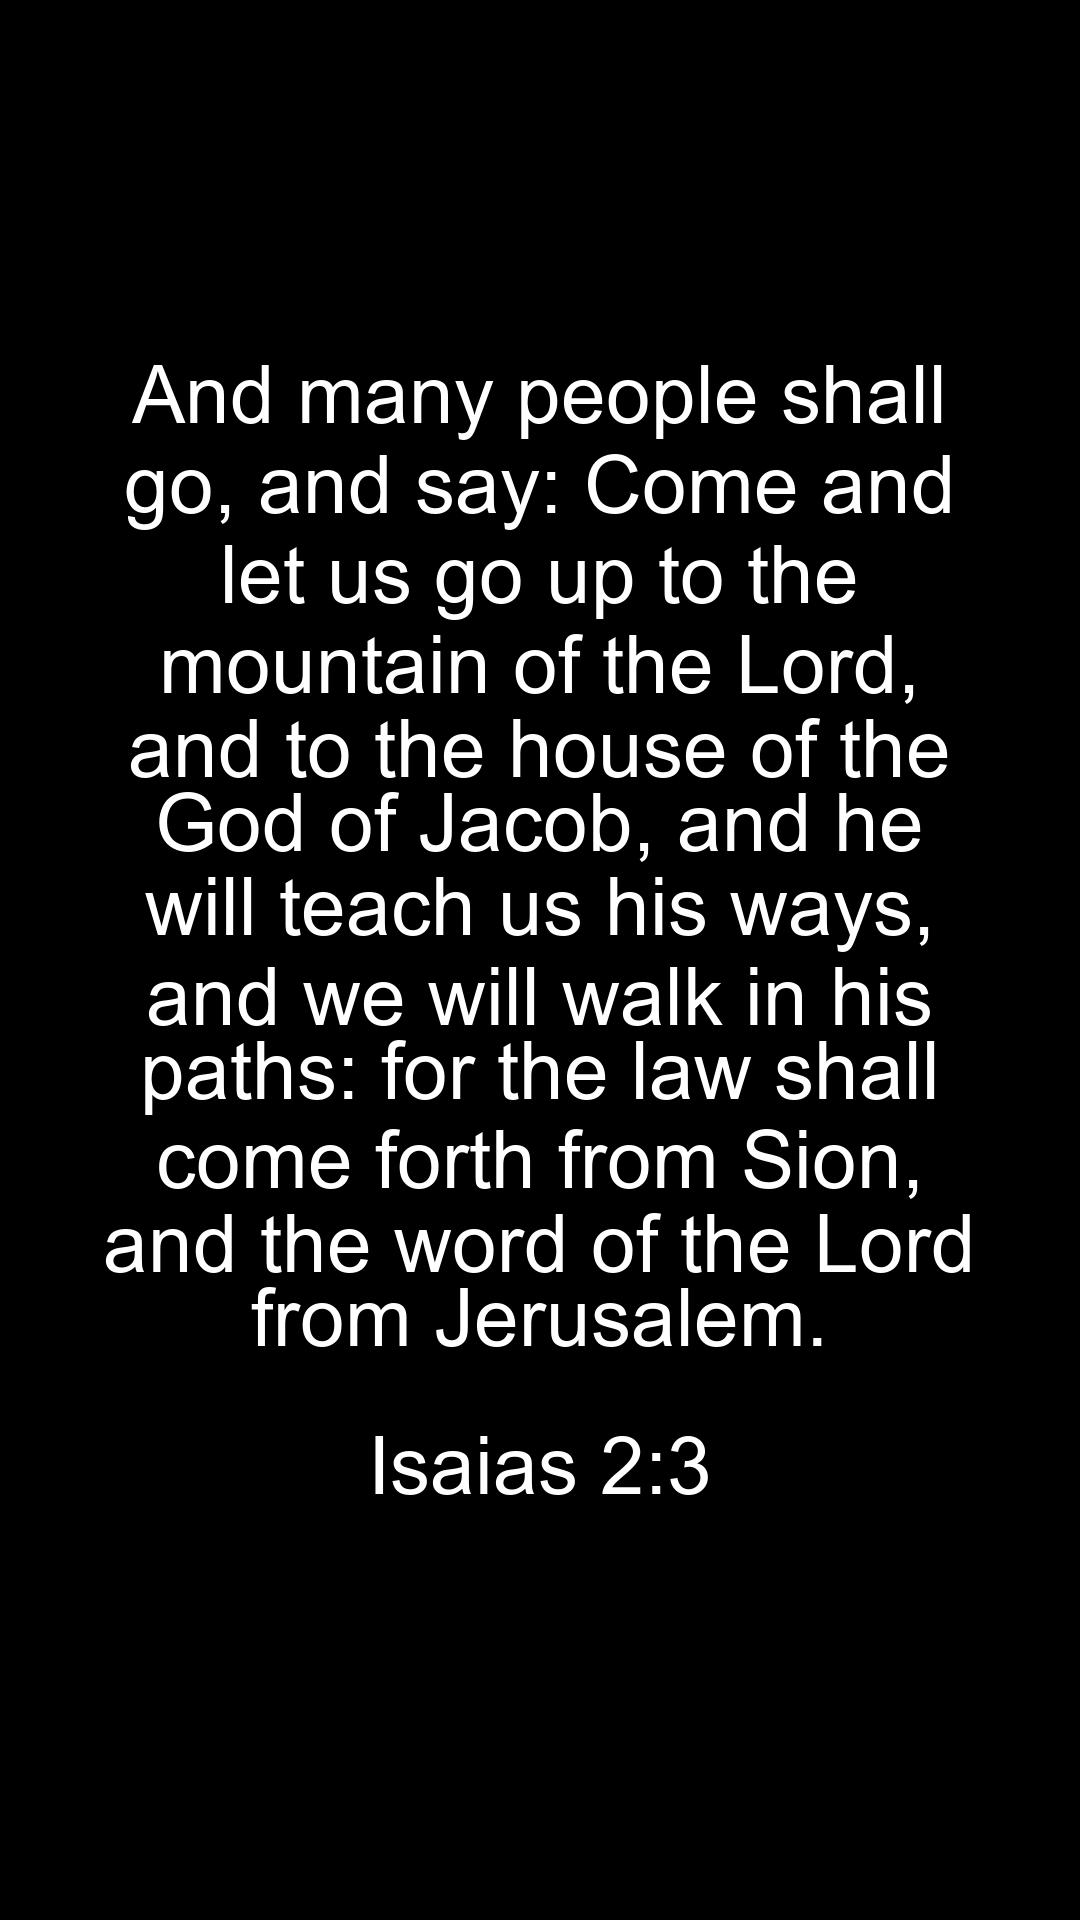 And many people shall
go, and say: Come and
let us go up to the
mountain of the Lord,
and to the house of the
God of Jacob, and he
will teach us his ways,
and we will walk in his
paths: for the law shall
come forth from Sion,
and the word of the Lord
from Jerusalem.
Isaias 2:3